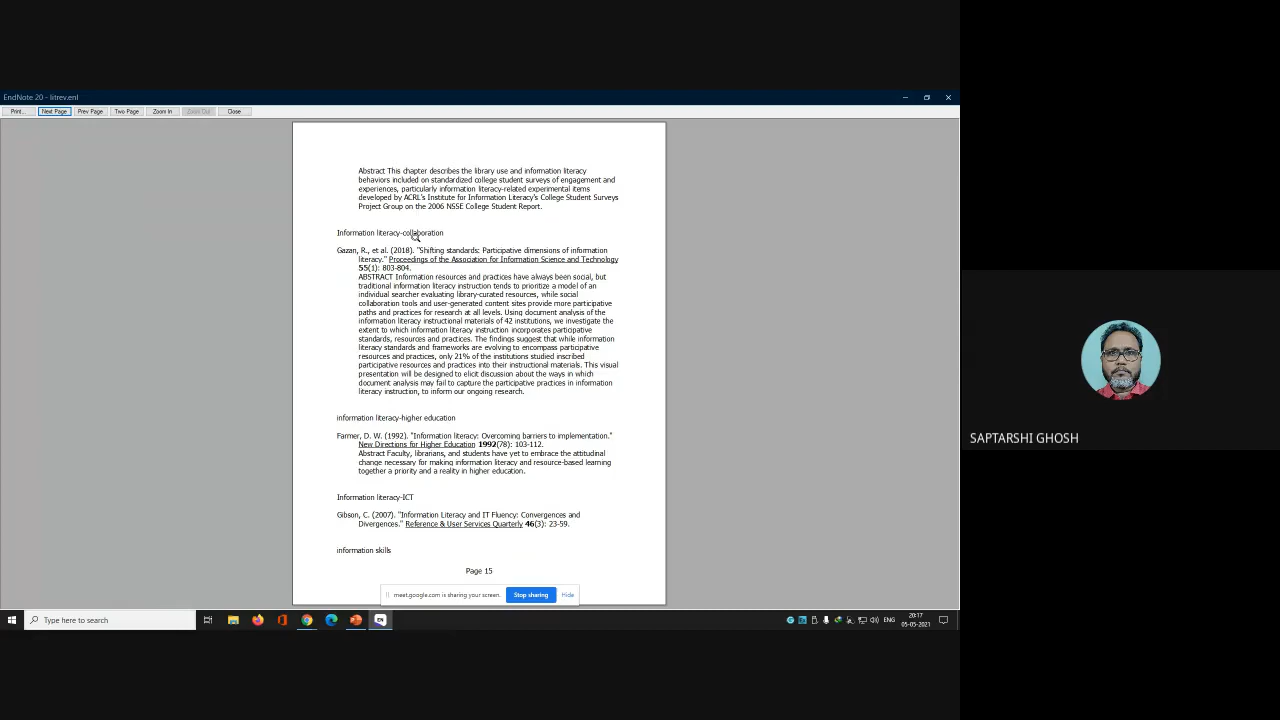 EndNote 20 - litrev.enl
Print... Next Page Prev Page Two Page Zoom In Zoom Out Close
Abstract This chapter describes the library use and information literacy
behaviors included on standardized college student surveys of engagement and
experiences, particularly information literacy-related experimental items
developed by ACRL's Institute for Information Literacy's College Student Surveys
Project Group on the 2006 NSSE College Student Report.
Information literacy-collaboration
Gazan, R., et al. (2018). "Shifting standards: Participative dimensions of information
literacy." Proceedings of the Association for Information Science and Technology
55(1): 803-804.
ABSTRACT Information resources and practices have always been social, but
traditional information literacy instruction tends to prioritize a model of an
individual searcher evaluating library-curated resources, while social
collaboration tools and user-generated content sites provide more participative
paths and practices for research at all levels. Using document analysis of the
information literacy instructional materials of 42 institutions, we investigate the
extent to which information literacy instruction incorporates participative
standards, resources and practices. The findings suggest that while information
literacy standards and frameworks are evolving to encompass participative
resources and practices, only 21% of the institutions studied inscribed
participative resources and practices into their instructional materials. This visual
presentation will be designed to elicit discussion about the ways in which
document analysis may fail to capture the participative practices in information
literacy instruction, to inform our ongoing research.
information literacy-higher education
Farmer, D. W. (1992). "Information literacy: Overcoming barriers to implementation."
New Directions for Higher Education 1992(78): 103-112.
Abstract Faculty, librarians, and students have yet to embrace the attitudinal
change necessary for making information literacy and resource-based learning
together a priority and a reality in higher education.
Information literacy-ICT
Gibson, C. (2007). "Information Literacy and IT Fluency: Convergences and
Divergences." Reference & User Services Quarterly 46(3): 23-59.
information skills
Page 15
meet.google.com is sharing your screen. Stop sharing Hide
Type here to search
EN
ENG
20:17
05-05-2021
SAPTARSHI GHOSH